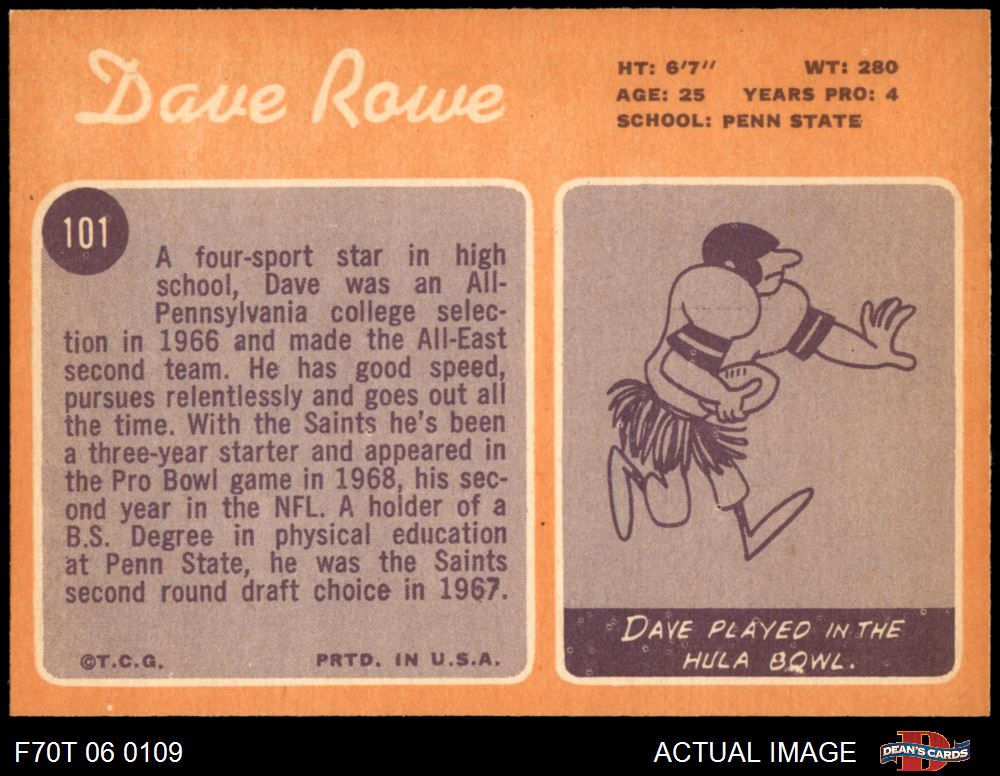 Dave Rowe
HT: 6'7" WT: 280
AGE: 25 YEARS PRO: 4
SCHOOL: PENN STATE
101
A four-sport star in high
school, Dave was an All-
Pennsylvania college selec-
tion in 1966 and made the All-East
second team. He has good speed,
pursues relentlessly and goes out all
the time. With the Saints he's been
a three-year starter and appeared in
the Pro Bowl game in 1968, his sec-
ond year in the NFL. A holder of a
B.S. Degree in physical education
at Penn State, he was the Saints
second round draft choice in 1967.
©T.C.G. PRTD. IN U.S.A.
DAVE PLAYED IN THE
HULA BOWL.
F70T 06 0109
ACTUAL IMAGE
DEAN'S CARDS